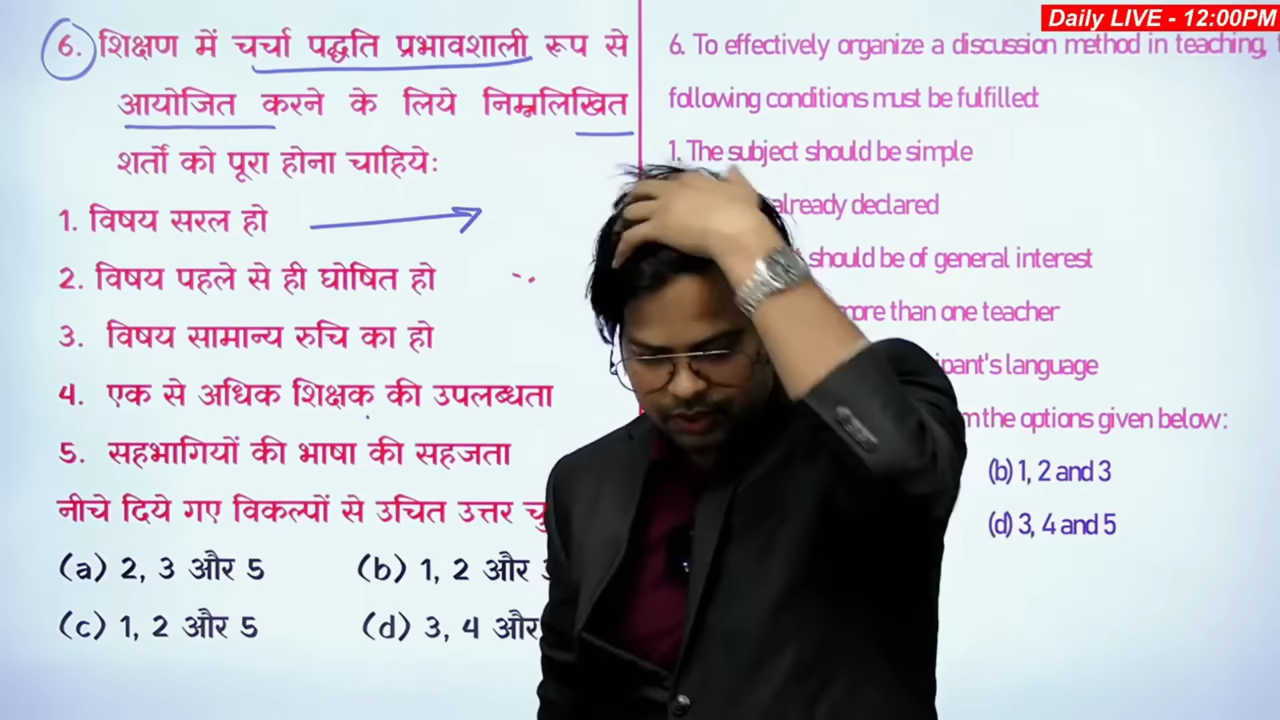 Daily LIVE - 12:00PM
6. शिक्षण में चर्चा पद्धति प्रभावशाली रूप से
आयोजित करने के लिये निम्नलिखित
शर्तों को पूरा होना चाहिये:
1. विषय सरल हो
2. विषय पहले से ही घोषित हो
3. विषय सामान्य रुचि का हो
4. एक से अधिक शिक्षक की उपलब्धता
5. सहभागियों की भाषा की सहजता
नीचे दिये गए विकल्पों से उचित उत्तर
(a) 2, 3 और 5 (b) 1, 2 और
(c) 1, 2 और 5 (d) 3, 4 और
6. To effectively organize a discussion method in teaching,
following conditions must be fulfilled
1. The subject should be simple
already declared
should be of general interest
more than one teacher
language
the options given below:
(b) 1, 2 and 3
(d) 3, 4 and 5